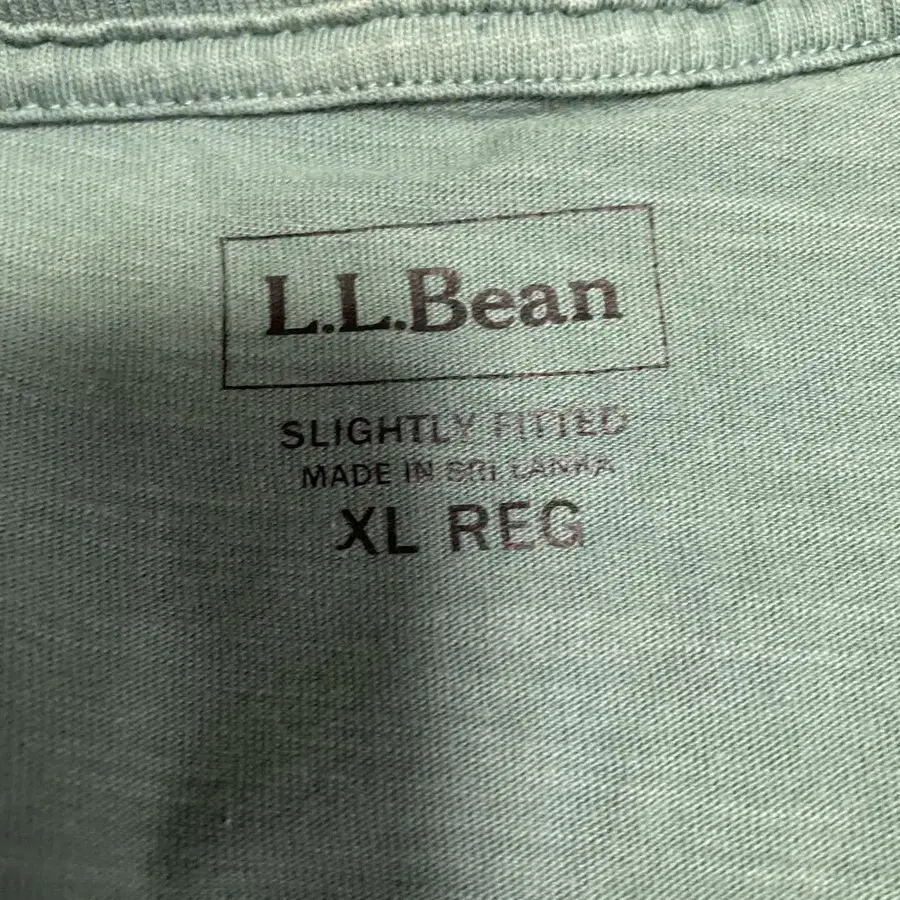 L.L.Bean
SLIGHTLY FITTED
MADE IN SRI LANKA
XL REG